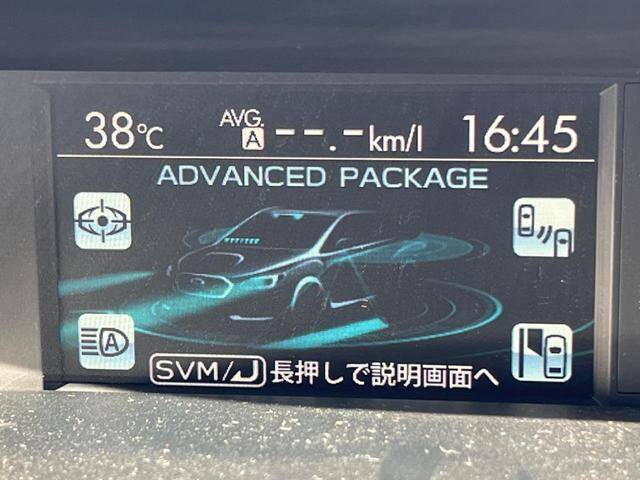 38℃ AVG. A --.-km/l 16:45
ADVANCED PACKAGE
A
SVM/⤶ 長押しで説明画面へ